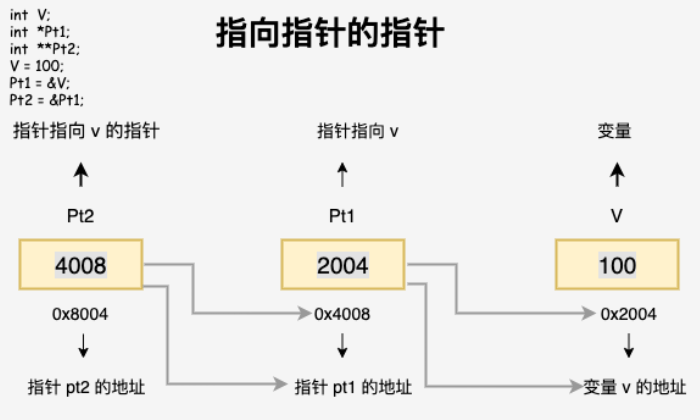 int V;
int *Pt1;
int **Pt2;
V = 100;
Pt1 = &V;
Pt2 = &Pt1;
指向指针的指针
指针指向 v 的指针
指针指向 v
变量
Pt2
Pt1
V
4008
2004
100
0x8004
0x4008
0x2004
指针 pt2 的地址
指针 pt1 的地址
变量 v 的地址